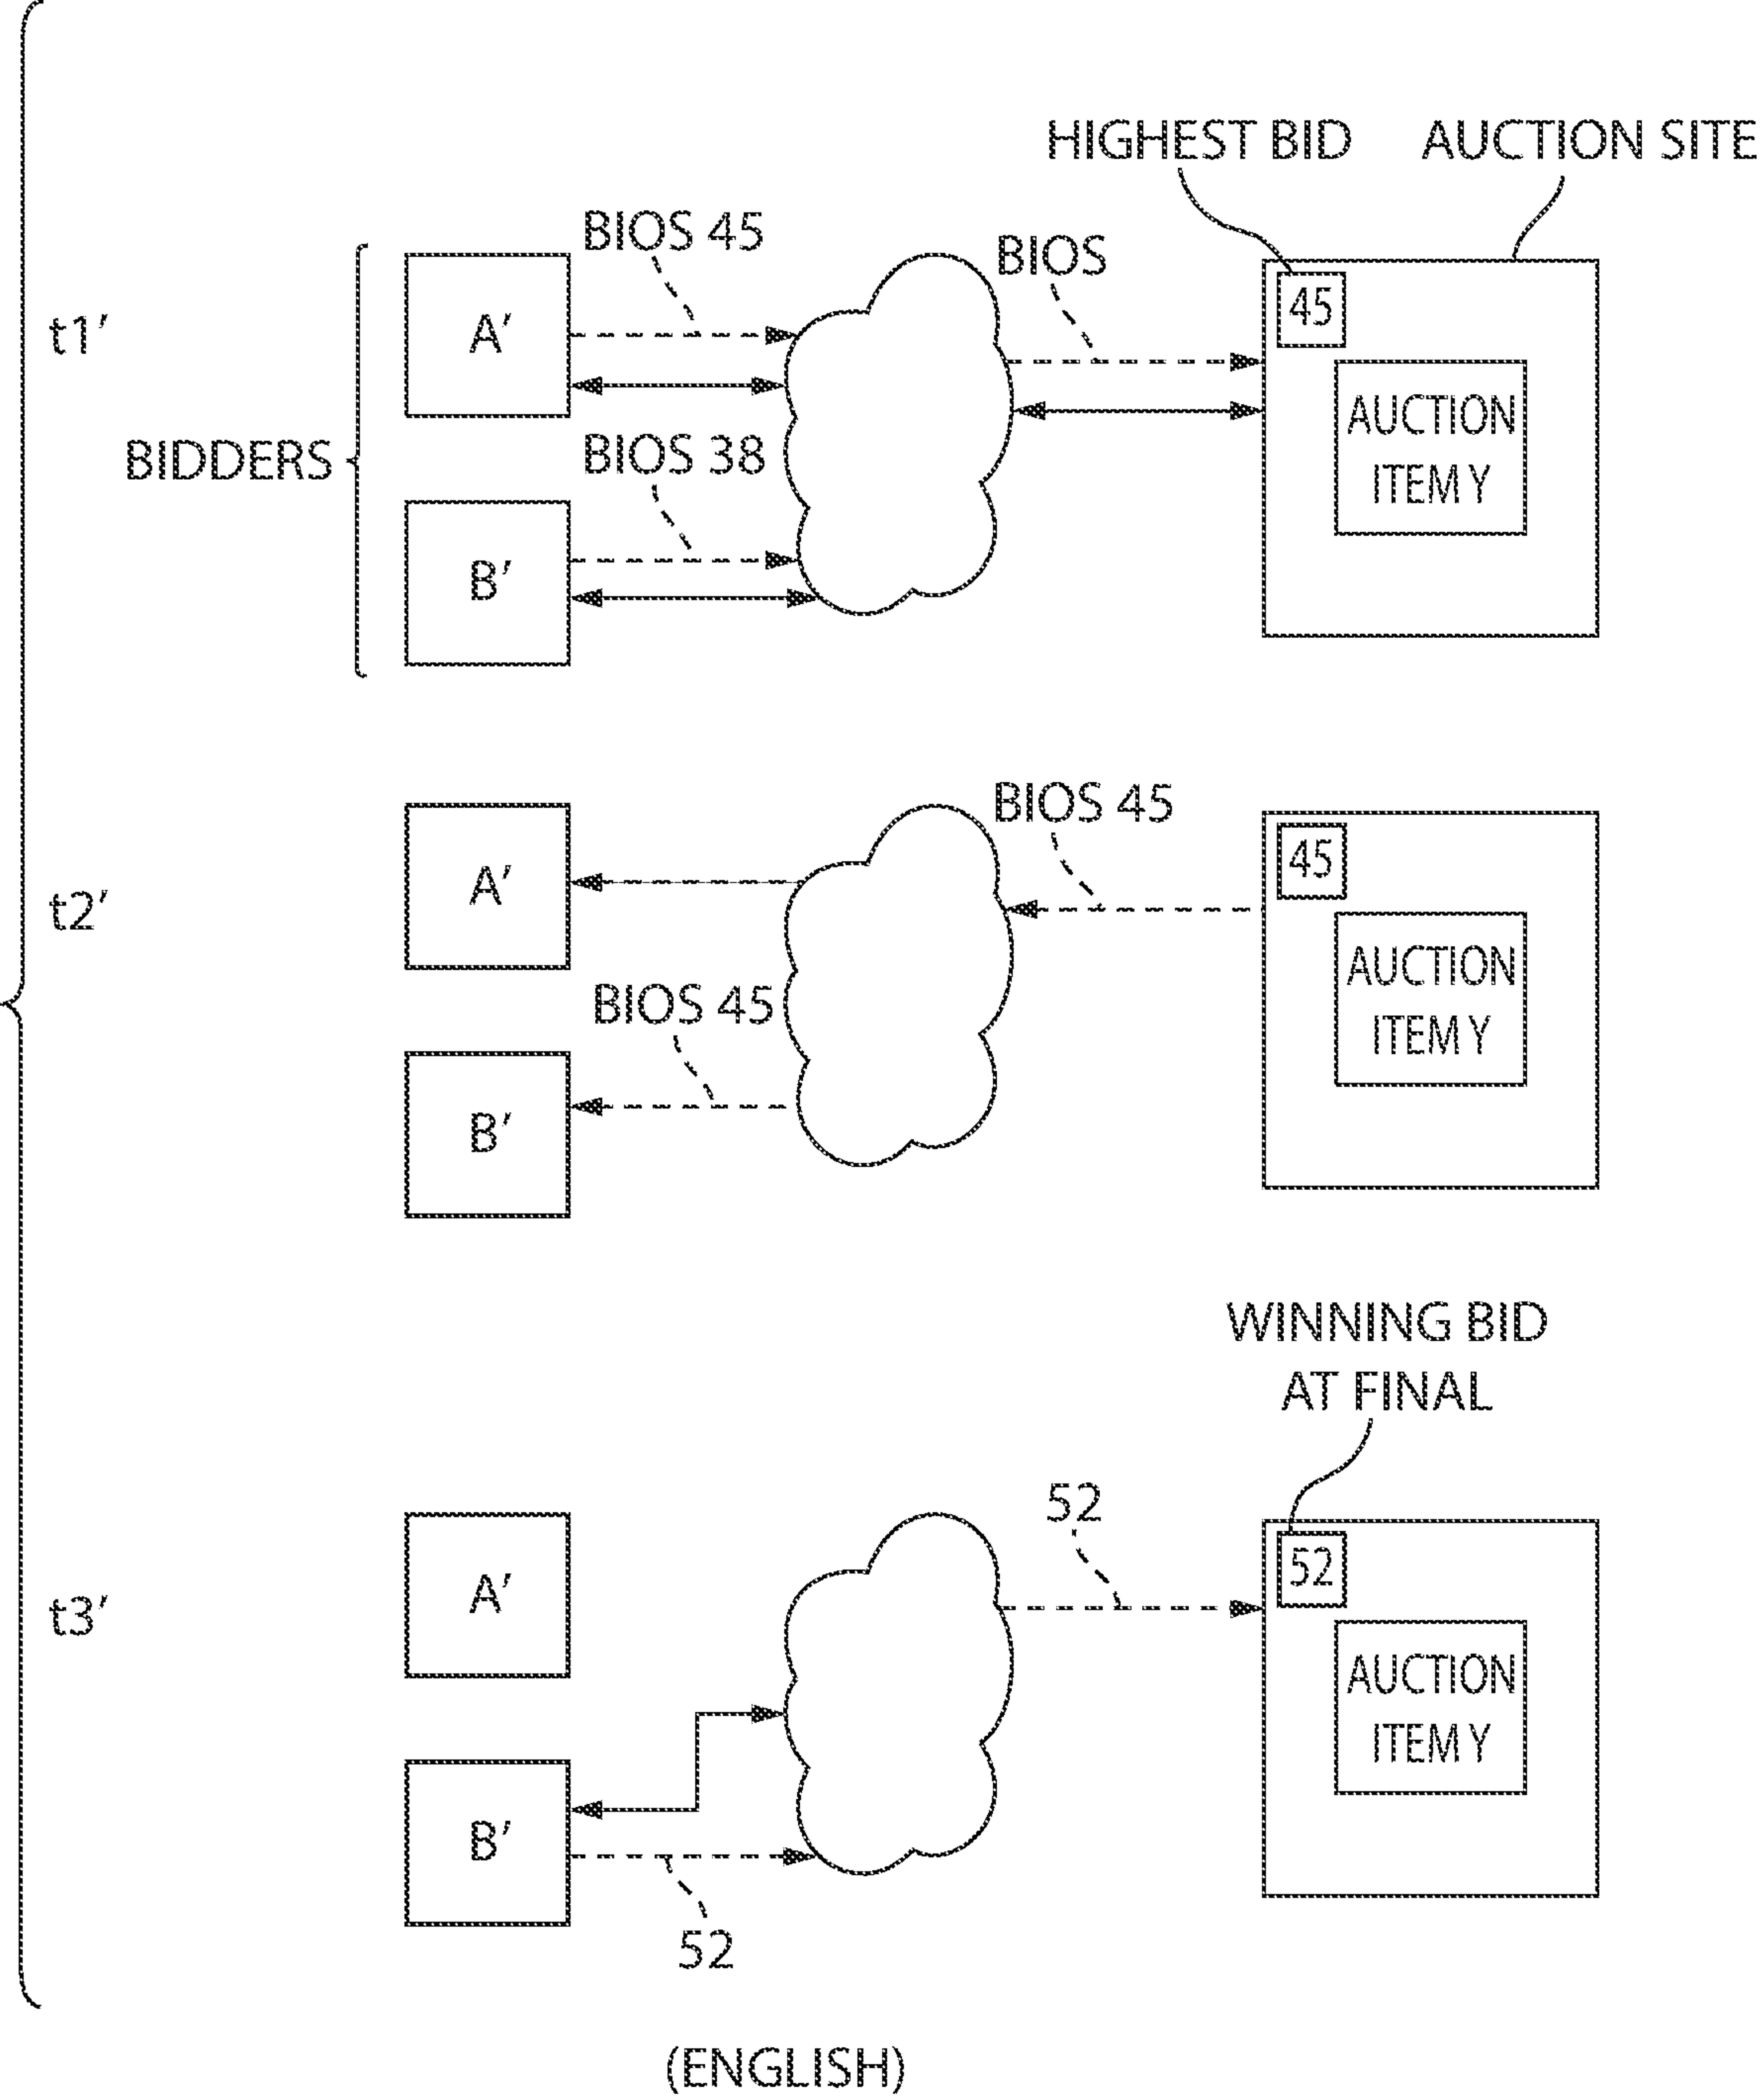 HIGHEST BID
AUCTION SITE
BIOS 45
BIOS
t1′
A′
45
AUCTION
ITEM Y
BIDDERS
BIOS 38
B′
BIOS 45
t2′
A′
45
AUCTION
ITEM Y
BIOS 45
B′
WINNING BID
AT FINAL
52
t3′
A′
52
AUCTION
ITEM Y
B′
52
(ENGLISH)